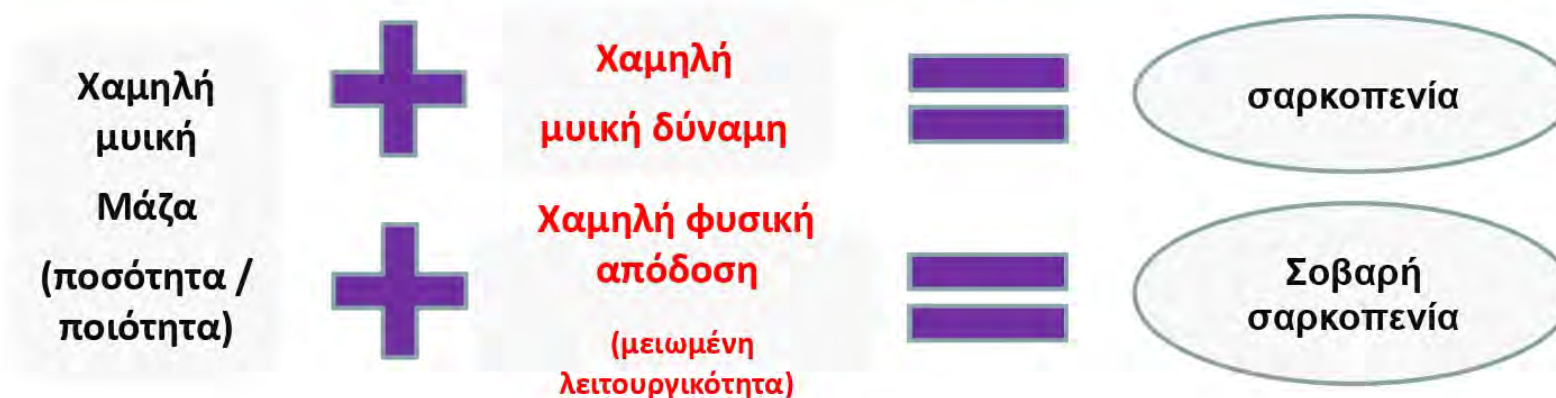 Χαμηλή
μυική
Μάζα
(ποσότητα /
ποιότητα)
Χαμηλή
μυική δύναμη
Χαμηλή φυσική
απόδοση
(μειωμένη
λειτουργικότητα)
σαρκοπενία
Σοβαρή
σαρκοπενία